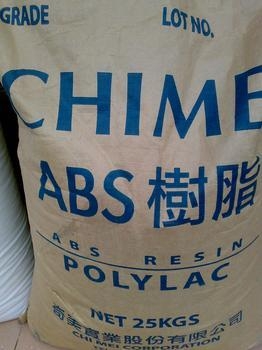 GRADE LOT NO.
CHIME
ABS 樹脂
ABS RESIN
POLYLAC
NET 25KGS
奇美實業股份有限公司
CHI MEI CORPORATION